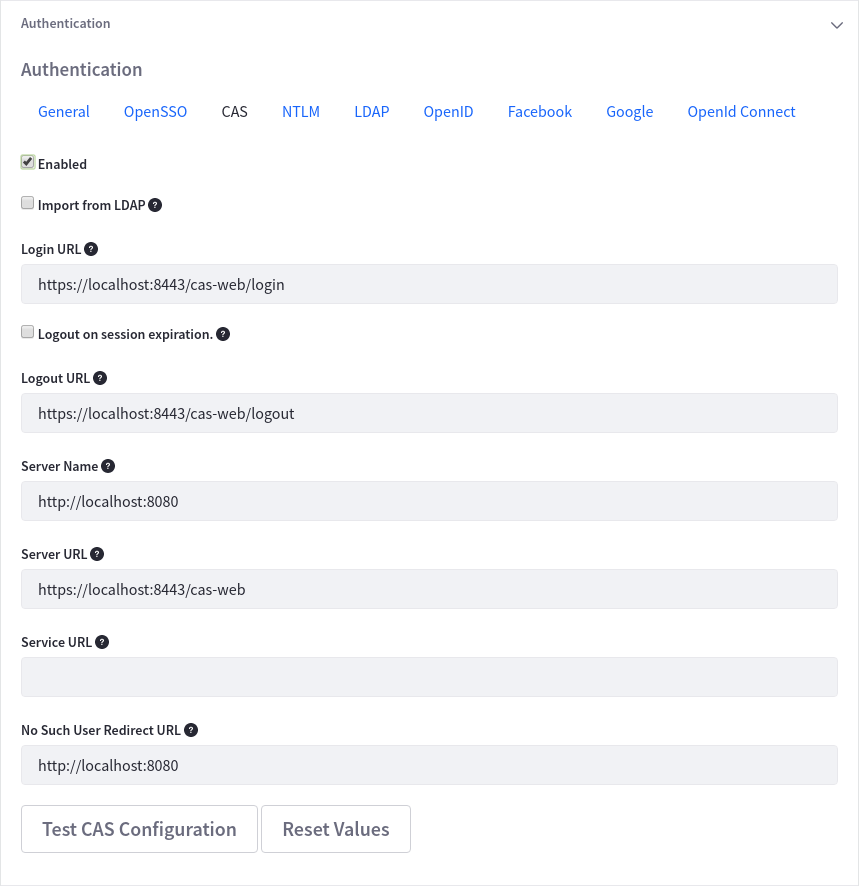 Authentication
Authentication
General OpenSSO CAS NTLM LDAP OpenID Facebook Google OpenId Connect
Enabled
Import from LDAP ?
Login URL ?
https://localhost:8443/cas-web/login
Logout on session expiration. ?
Logout URL ?
https://localhost:8443/cas-web/logout
Server Name ?
http://localhost:8080
Server URL ?
https://localhost:8443/cas-web
Service URL ?
No Such User Redirect URL ?
http://localhost:8080
Test CAS Configuration Reset Values